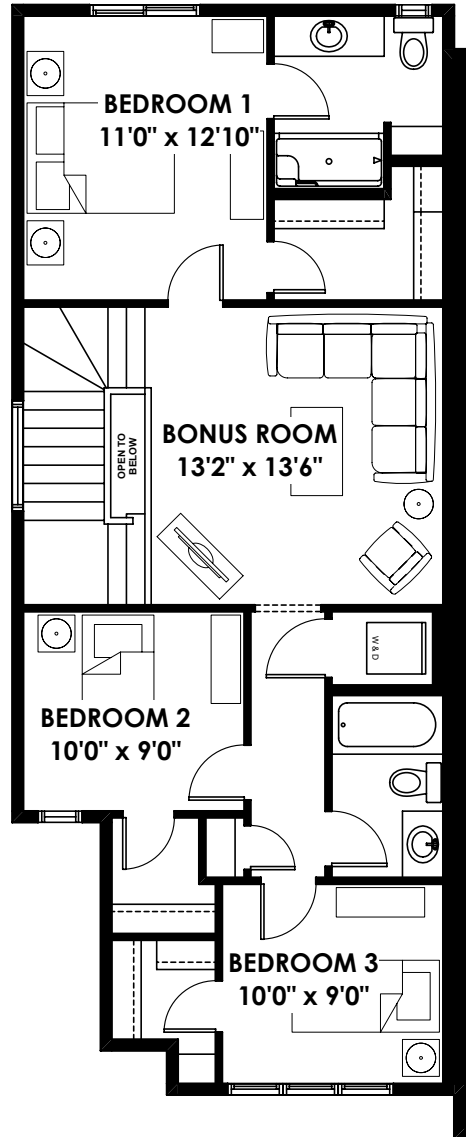 BEDROOM 1
11'0" x 12'10"
BONUS ROOM
13'2" x 13'6"
OPEN TO
BELOW
W&D
BEDROOM 2
10'0" x 9'0"
BEDROOM 3
10'0" x 9'0"